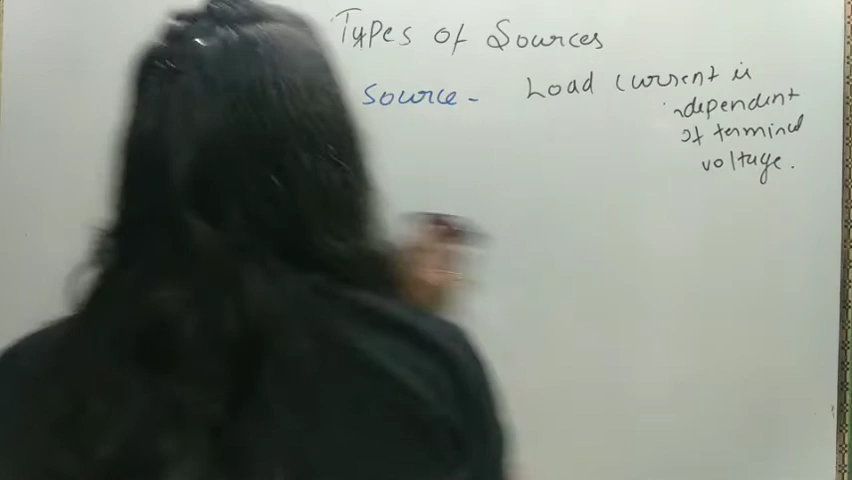 Types of Sources
Source - Load current is
independent
of terminal
voltage.